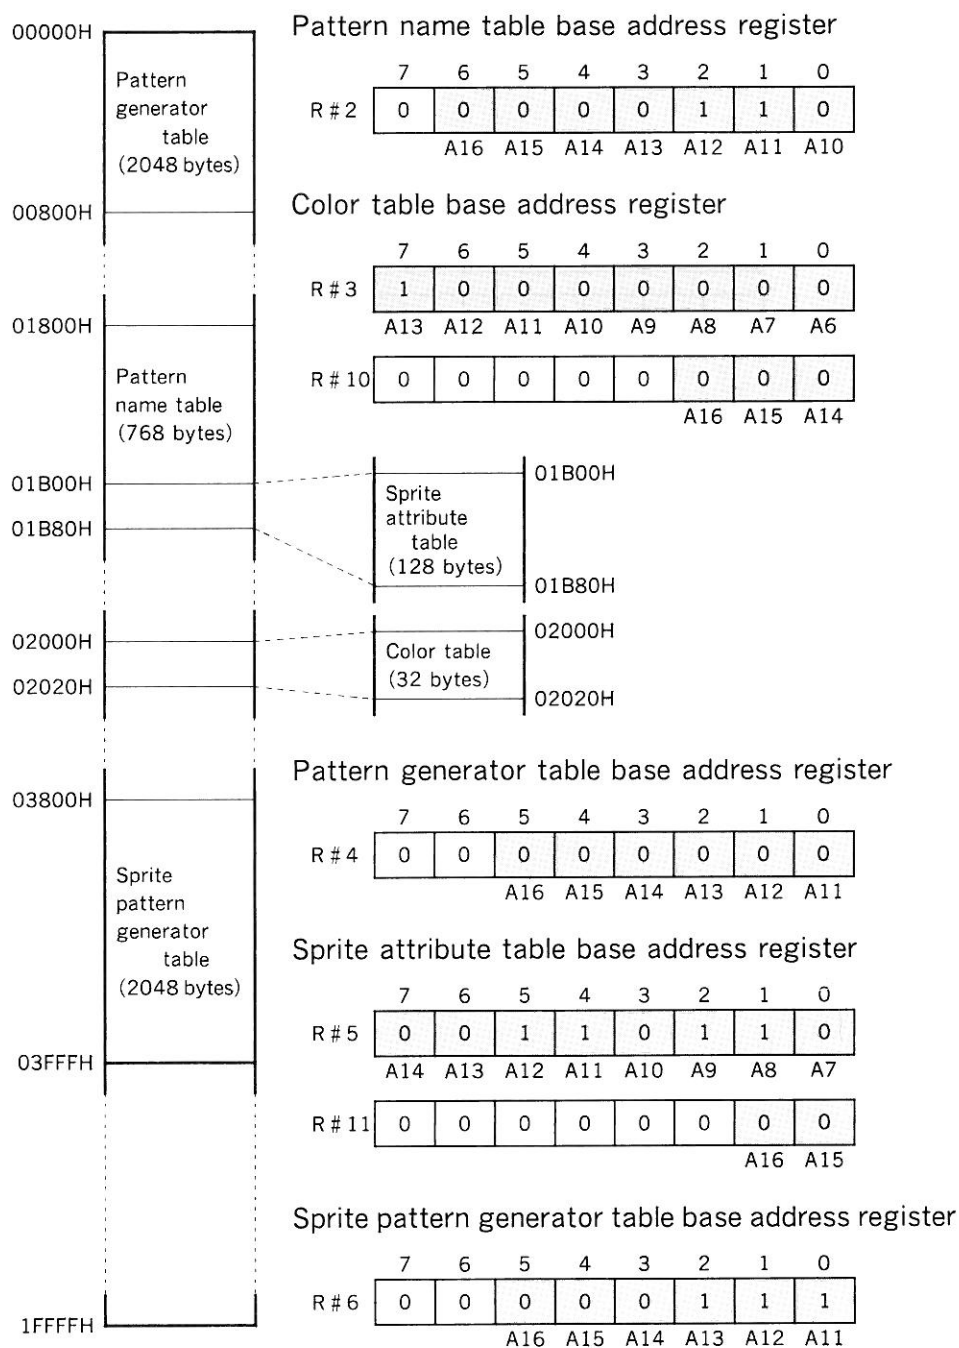 00000H
Pattern
generator
table
(2048 bytes)
00800H
01800H
Pattern
name table
(768 bytes)
01B00H
01B80H
02000H
02020H
03800H
Sprite
pattern
generator
table
(2048 bytes)
03FFFH
1FFFFH
Pattern name table base address register
7 6 5 4 3 2 1 0
R#2 0 0 0 0 0 1 1 0
A16 A15 A14 A13 A12 A11 A10
Color table base address register
7 6 5 4 3 2 1 0
R#3 1 0 0 0 0 0 0 0
A13 A12 A11 A10 A9 A8 A7 A6
R#10 0 0 0 0 0 0 0 0
A16 A15 A14
01B00H
Sprite
attribute
table
(128 bytes)
01B80H
02000H
Color table
(32 bytes)
02020H
Pattern generator table base address register
7 6 5 4 3 2 1 0
R#4 0 0 0 0 0 0 0 0
A16 A15 A14 A13 A12 A11
Sprite attribute table base address register
7 6 5 4 3 2 1 0
R#5 0 0 1 1 0 1 1 0
A14 A13 A12 A11 A10 A9 A8 A7
R#11 0 0 0 0 0 0 0 0
A16 A15
Sprite pattern generator table base address register
7 6 5 4 3 2 1 0
R#6 0 0 0 0 0 1 1 1
A16 A15 A14 A13 A12 A11